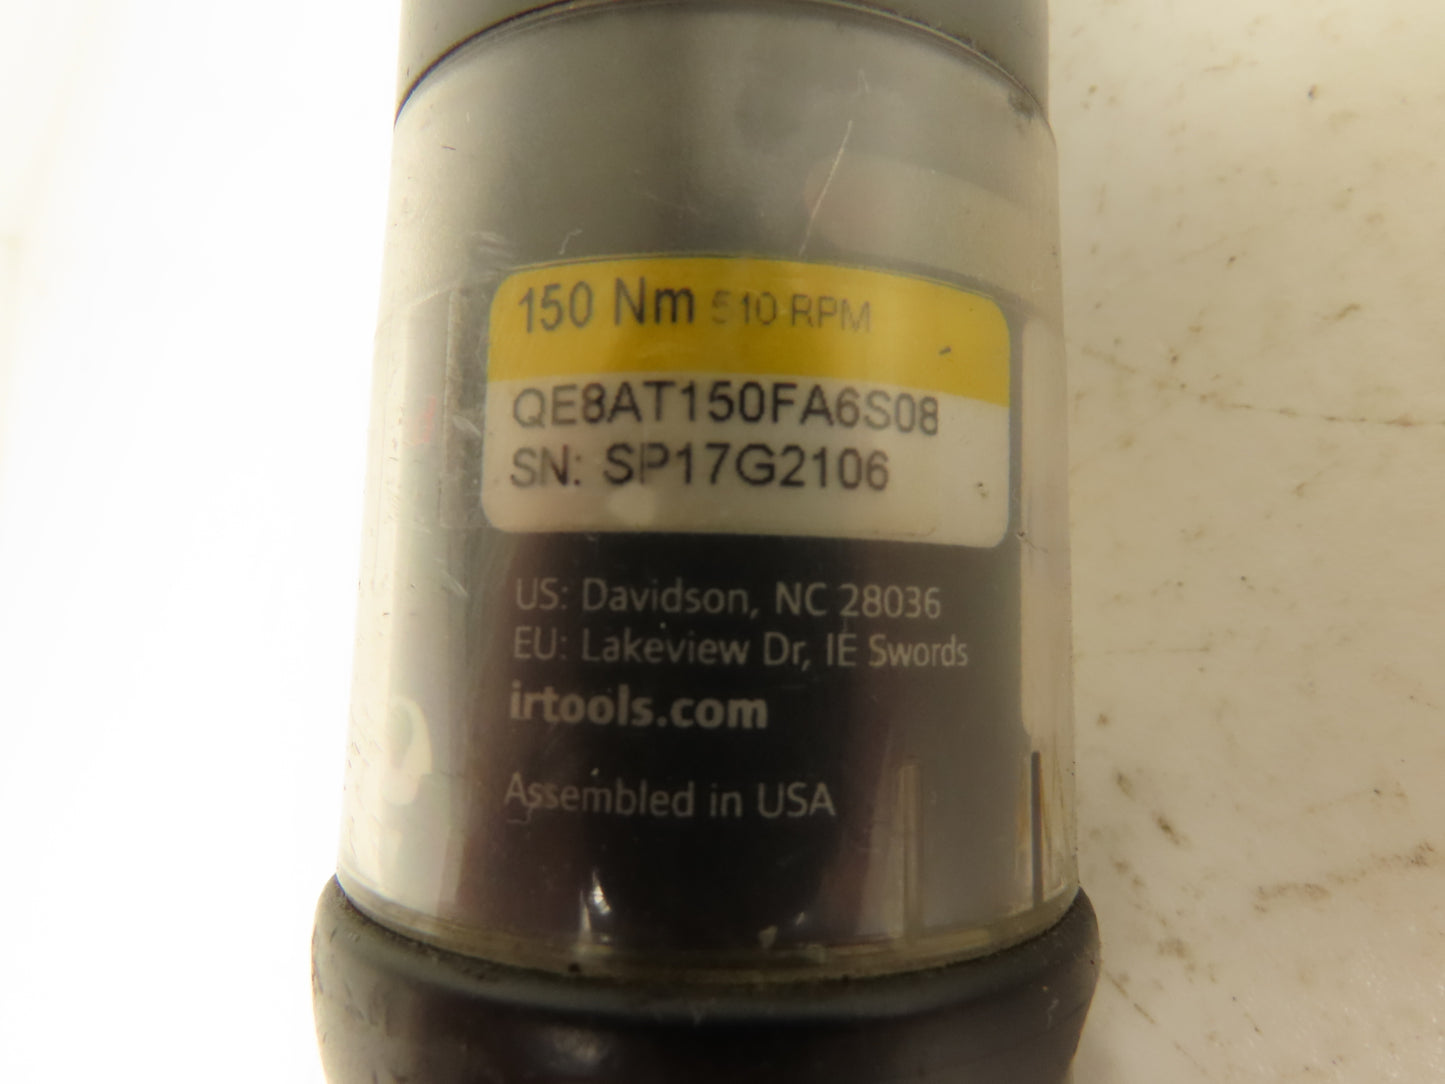 150 Nm 510 RPM
QE8AT150FA6S08
SN: SP17G2106
US: Davidson, NC 28036
EU: Lakeview Dr, IE Swords
irtools.com
Assembled in USA